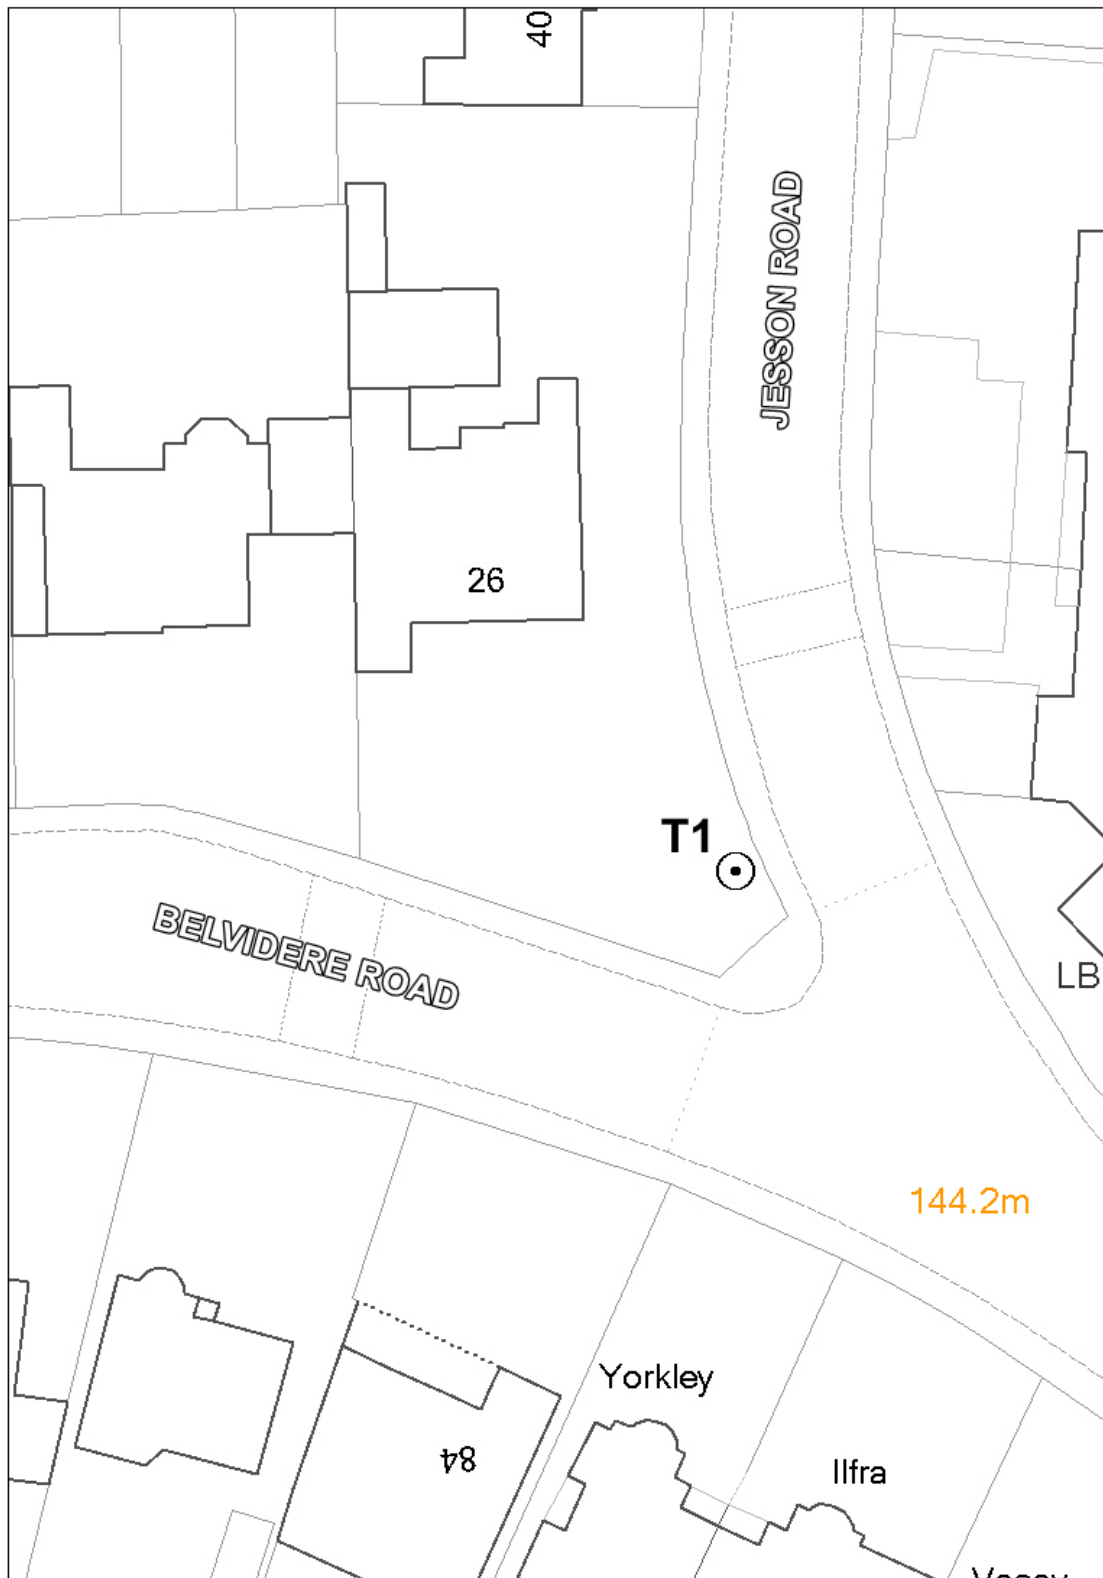 40
JESSON ROAD
26
T1
BELVIDERE ROAD
LB
144.2m
Yorkley
84
Ilfra